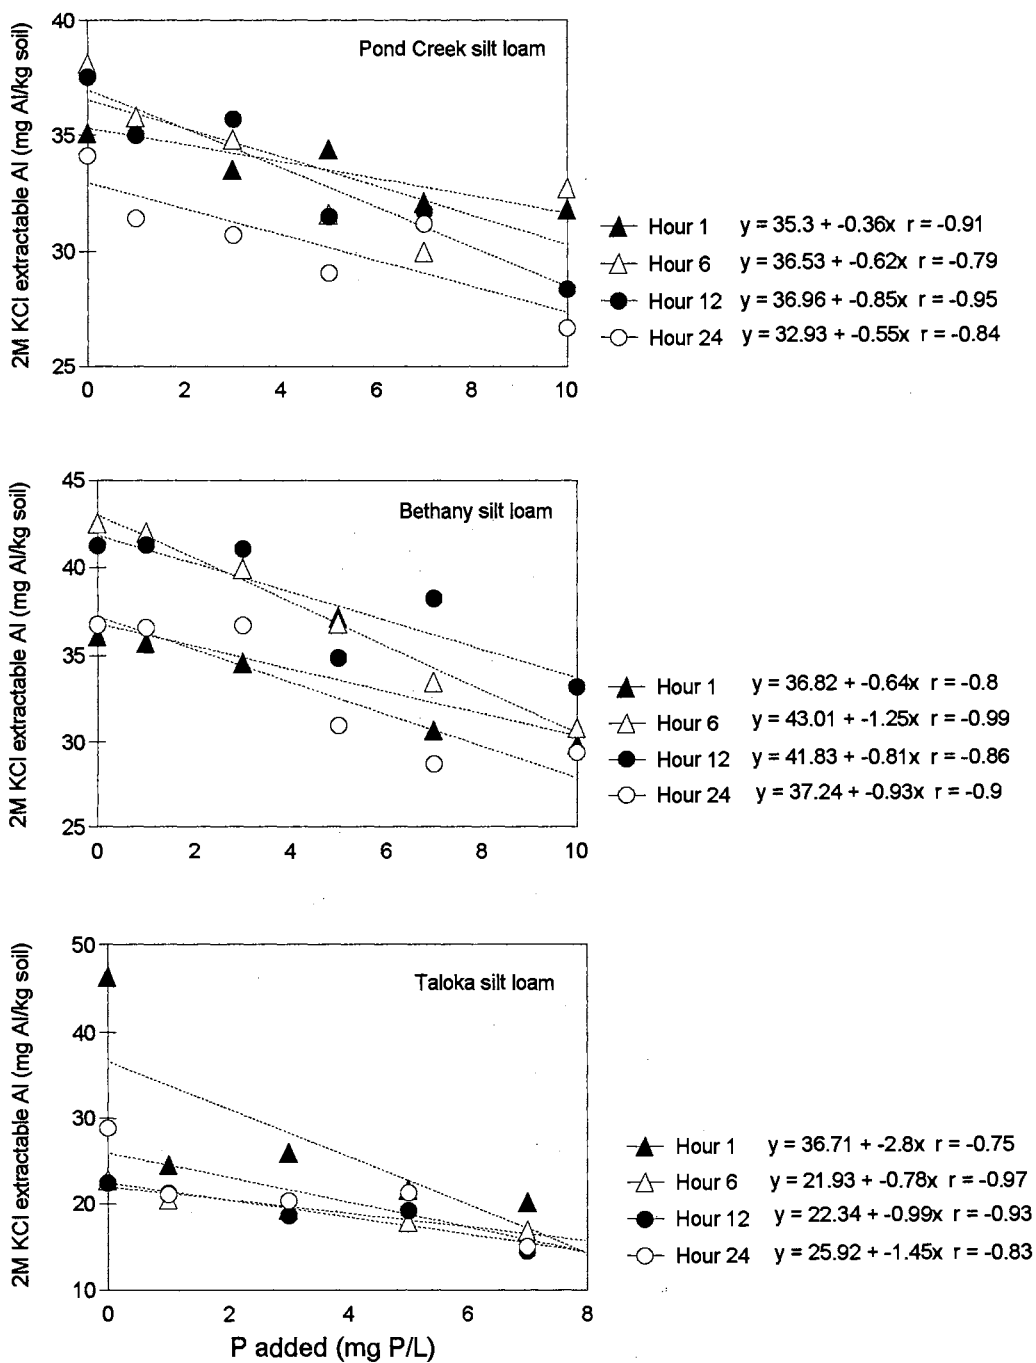 2M KCl extractable Al (mg Al/kg soil)
40
35
30
25
Pond Creek silt loam
0 2 4 6 8 10
Hour 1 y = 35.3 + -0.36x r = -0.91
Hour 6 y = 36.53 + -0.62x r = -0.79
Hour 12 y = 36.96 + -0.85x r = -0.95
Hour 24 y = 32.93 + -0.55x r = -0.84
2M KCl extractable Al (mg Al/kg soil)
45
40
35
30
25
Bethany silt loam
0 2 4 6 8 10
Hour 1 y = 36.82 + -0.64x r = -0.8
Hour 6 y = 43.01 + -1.25x r = -0.99
Hour 12 y = 41.83 + -0.81x r = -0.86
Hour 24 y = 37.24 + -0.93x r = -0.9
2M KCl extractable Al (mg Al/kg soil)
50
40
30
20
10
Taloka silt loam
0 2 4 6 8
P added (mg P/L)
Hour 1 y = 36.71 + -2.8x r = -0.75
Hour 6 y = 21.93 + -0.78x r = -0.97
Hour 12 y = 22.34 + -0.99x r = -0.93
Hour 24 y = 25.92 + -1.45x r = -0.83